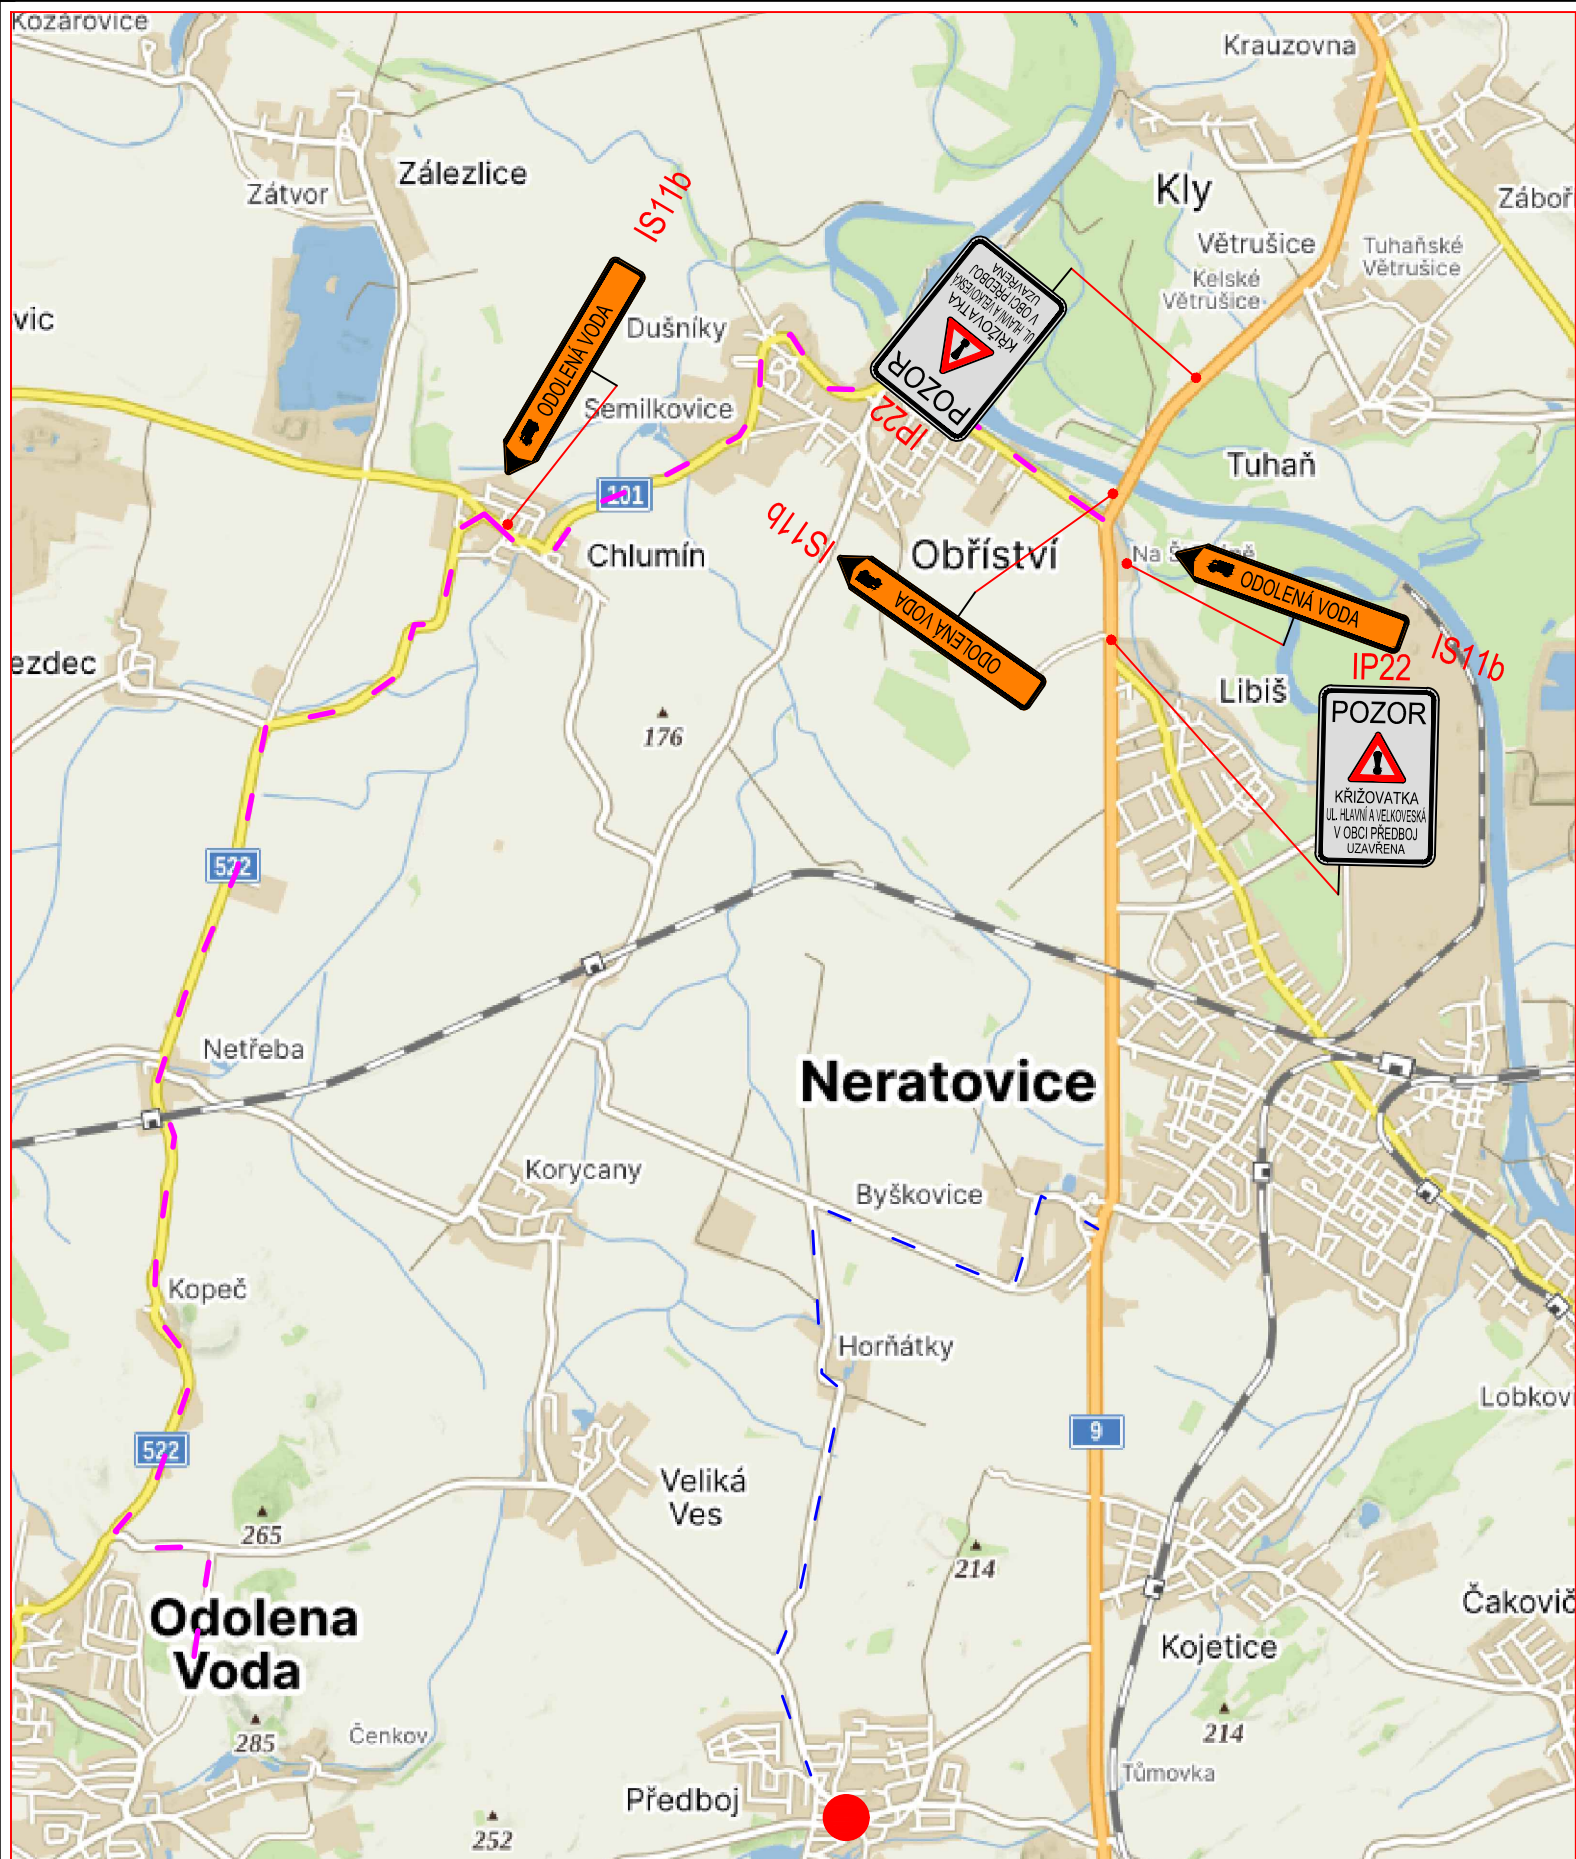 Kozárovice
Krauzovna
Zálezlice
Zátvor
IS11b
Kly
Větrušice
Tuhaňské
Větrušice
Kelské
Větrušice
vic
Dušníky
ODOLENÁ VODA
POZOR
KŘIŽOVATKA
UL. HLAVNÍ A VELKOVESKÁ
V OBCI PŘEDBOJ
UZAVŘENA
IP22
Semilkovice
Tuhaň
101
IS11b
Chlumín
Obříství
ODOLENÁ VODA
ODOLENÁ VODA
IS11b
IP22
ezdec
Libiš
176
POZOR
KŘIŽOVATKA
UL. HLAVNÍ A VELKOVESKÁ
V OBCI PŘEDBOJ
UZAVŘENA
522
Netřeba
Neratovice
Korycany
Byškovice
Kopeč
Horňátky
Lobkovi
9
522
Veliká
Ves
265
214
Odolena
Voda
Čakovič
Kojetice
285
Čenkov
214
Tůmovka
Předboj
252